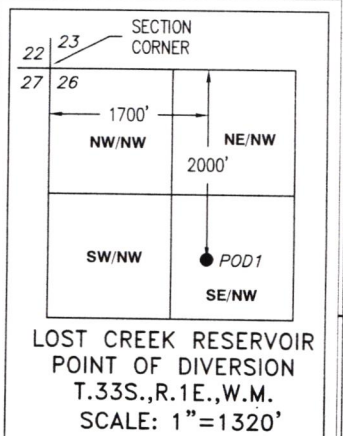 SECTION
CORNER
22 23
27 26
1700'
NW/NW NE/NW
2000'
SW/NW
POD1
SE/NW
LOST CREEK RESERVOIR
POINT OF DIVERSION
T.33S.,R.1E.,W.M.
SCALE: 1"=1320'